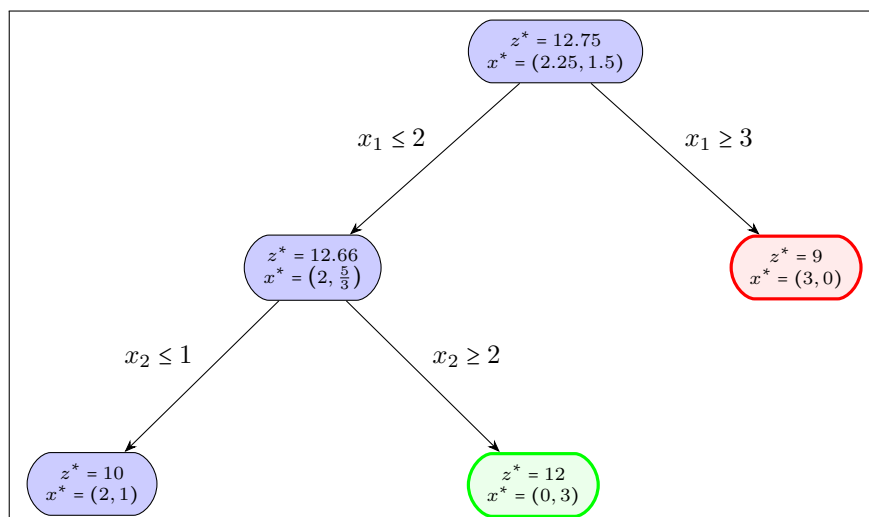 z* = 12.75
x* = (2.25, 1.5)
x₁ ≤ 2
x₁ ≥ 3
z* = 12.66
x* = (2, 5/3)
z* = 9
x* = (3, 0)
x₂ ≤ 1
x₂ ≥ 2
z* = 10
x* = (2, 1)
z* = 12
x* = (0, 3)